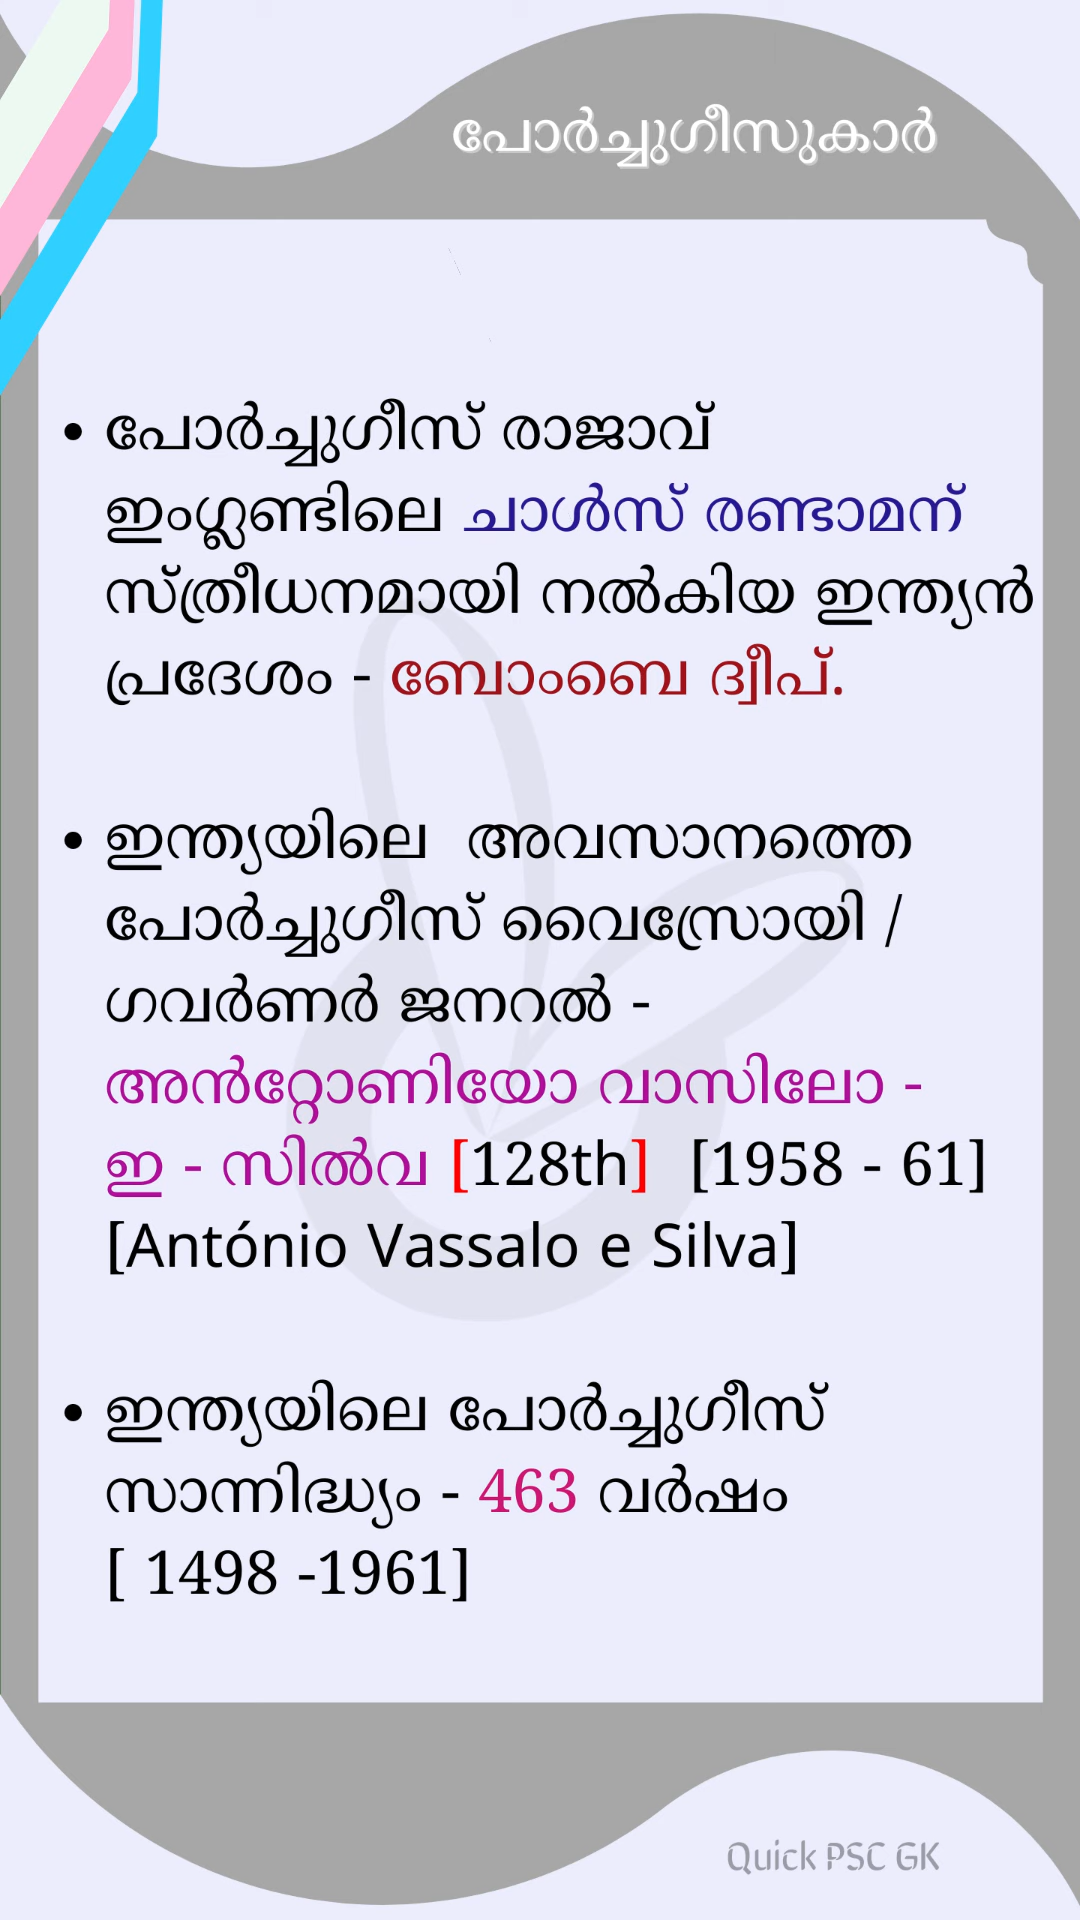 പോർച്ചുഗീസുകാർ
• പോർച്ചുഗീസ് രാജാവ്
ഇംഗ്ലണ്ടിലെ ചാൾസ് രണ്ടാമന്
സ്ത്രീധനമായി നൽകിയ ഇന്ത്യൻ
പ്രദേശം - ബോംബെ ദ്വീപ്.
• ഇന്ത്യയിലെ അവസാനത്തെ
പോർച്ചുഗീസ് വൈസ്രോയി /
ഗവർണർ ജനറൽ -
അൻറ്റോണിയോ വാസിലോ -
ഇ - സിൽവ [128th] [1958 - 61]
[António Vassalo e Silva]
• ഇന്ത്യയിലെ പോർച്ചുഗീസ്
സാന്നിദ്ധ്യം - 463 വർഷം
[ 1498 -1961]
Quick PSC GK